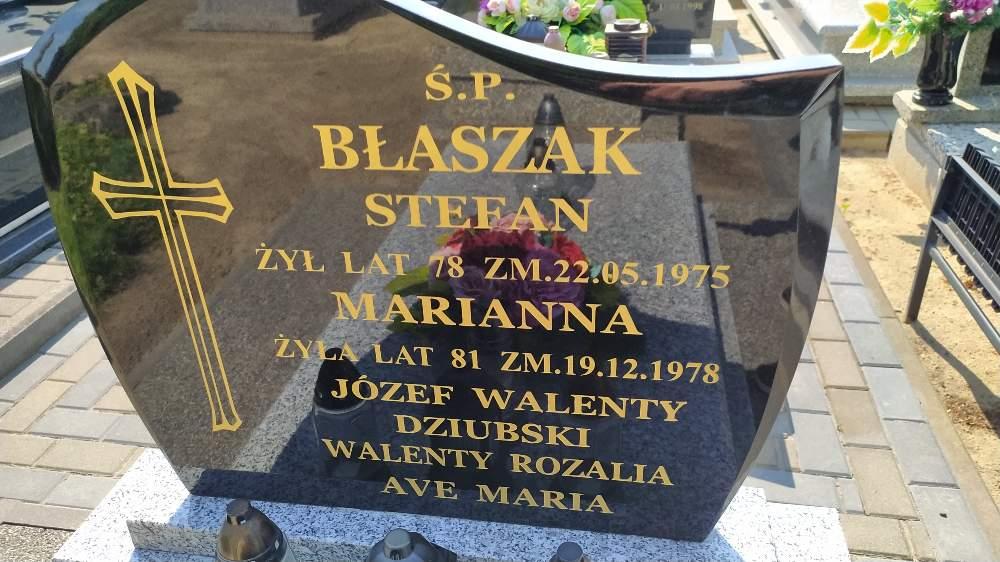 Ś.P.
BŁASZAK
STEFAN
ŻYŁ LAT 78 ZM.22.05.1975
MARIANNA
ŻYŁA LAT 81 ZM.19.12.1978
JÓZEF WALENTY
DZIUBSKI
WALENTY ROZALIA
AVE MARIA